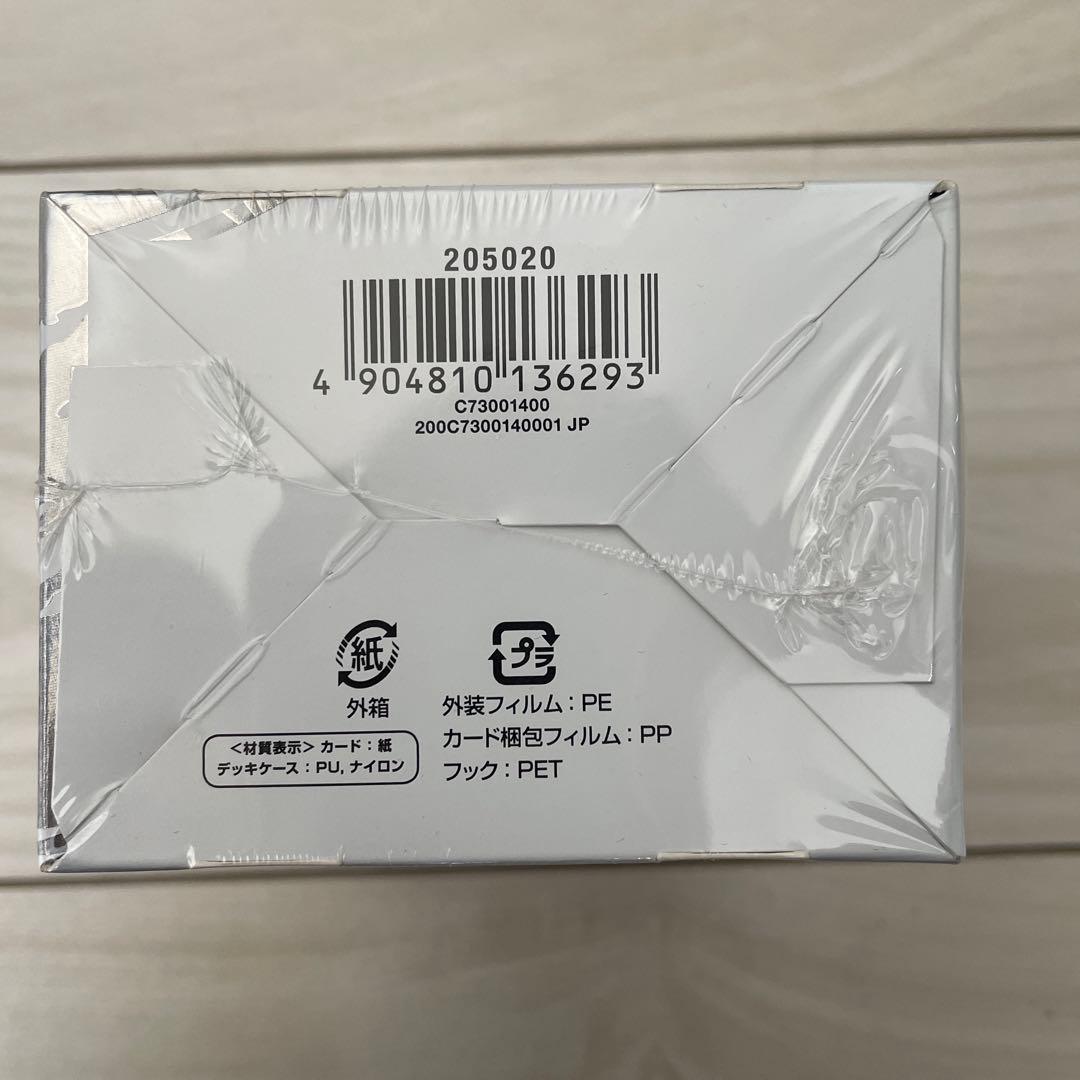 205020
4 904810 136293
C73001400
200C7300140001 JP
紙
外箱
プラ
外装フィルム：PE
カード梱包フィルム：PP
フック：PET
＜材質表示＞カード：紙
デッキケース：PU, ナイロン